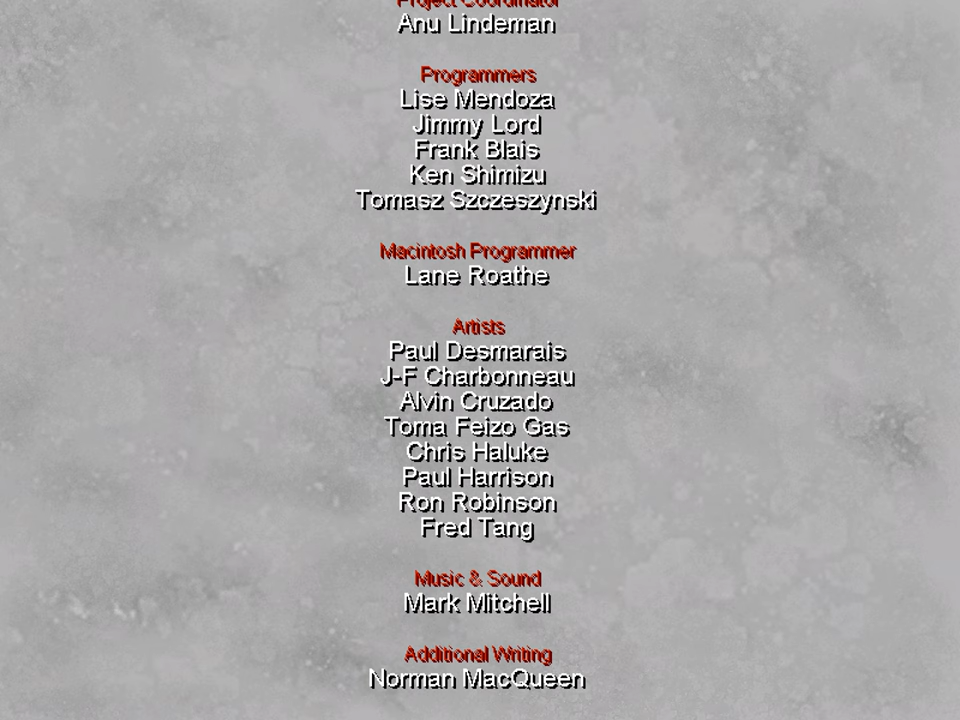 Project Coordinator
Anu Lindeman
Programmers
Lise Mendoza
Jimmy Lord
Frank Blais
Ken Shimizu
Tomasz Szczeszynski
Macintosh Programmer
Lane Roathe
Artists
Paul Desmarais
J-F Charbonneau
Alvin Cruzado
Toma Feizo Gas
Chris Haluke
Paul Harrison
Ron Robinson
Fred Tang
Music & Sound
Mark Mitchell
Additional Writing
Norman MacQueen